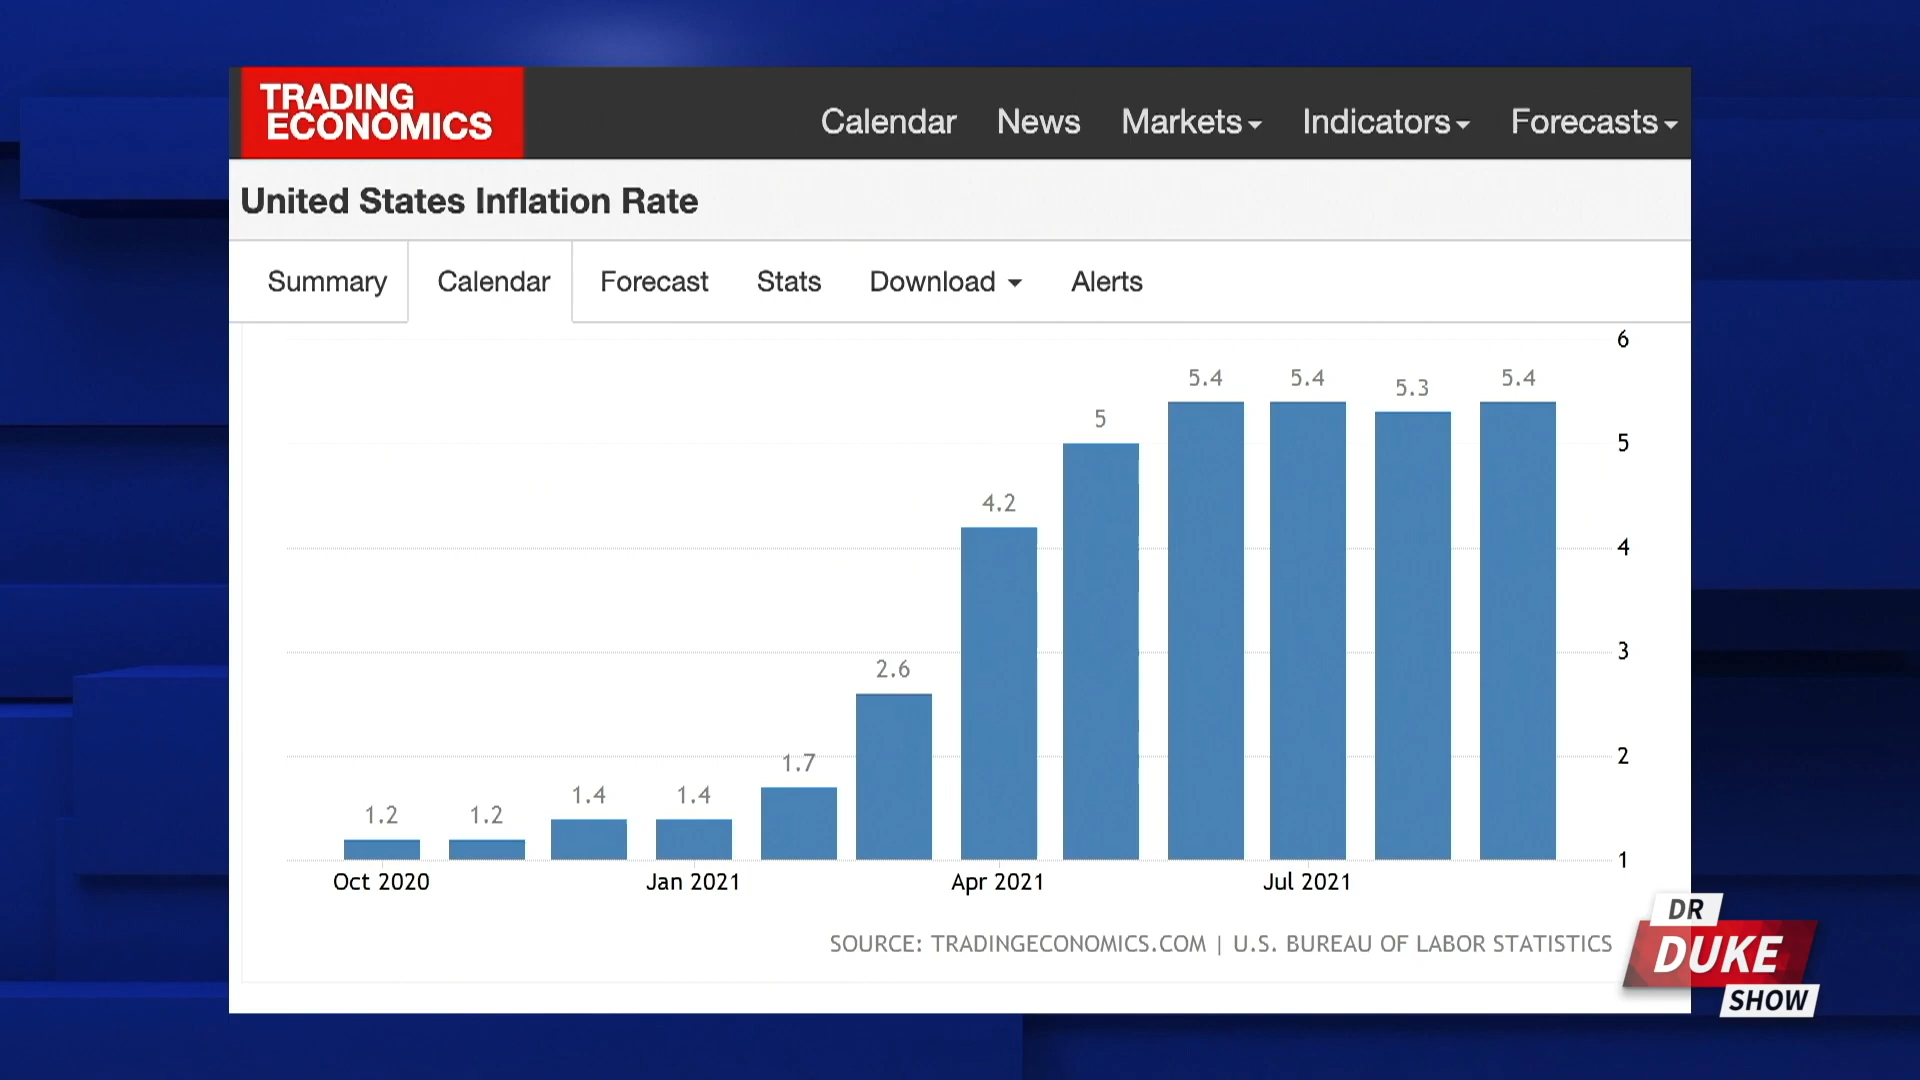 TRADING
ECONOMICS
Calendar News Markets Indicators Forecasts
United States Inflation Rate
Summary Calendar Forecast Stats Download Alerts
6
5.4 5.4 5.3 5.4
5
5
4.2
4
3
2.6
2
1.7
1.4 1.4
1.2 1.2
1
Oct 2020 Jan 2021 Apr 2021 Jul 2021
SOURCE: TRADINGECONOMICS.COM | U.S. BUREAU OF LABOR STATISTICS
DR
DUKE
SHOW